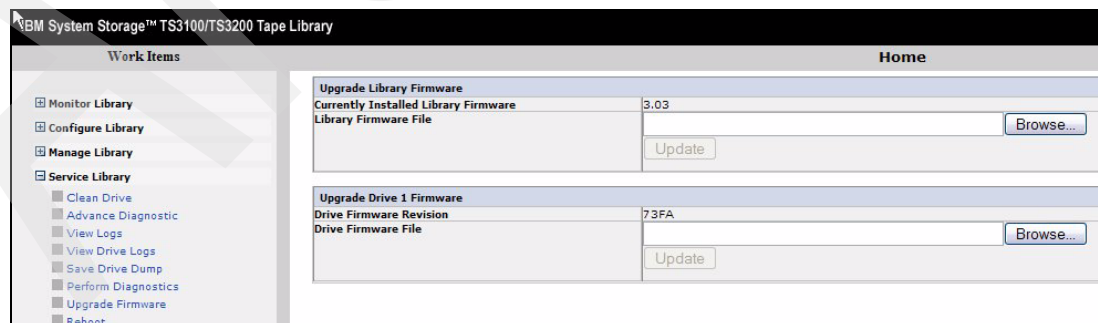 IBM System Storage™ TS3100/TS3200 Tape Library
Work Items
Home
Monitor Library
Configure Library
Manage Library
Service Library
Clean Drive
Advance Diagnostic
View Logs
View Drive Logs
Save Drive Dump
Perform Diagnostics
Upgrade Firmware
Reboot
Upgrade Library Firmware
Currently Installed Library Firmware 3.03
Library Firmware File Browse...
Update
Upgrade Drive 1 Firmware
Drive Firmware Revision 73FA
Drive Firmware File Browse...
Update